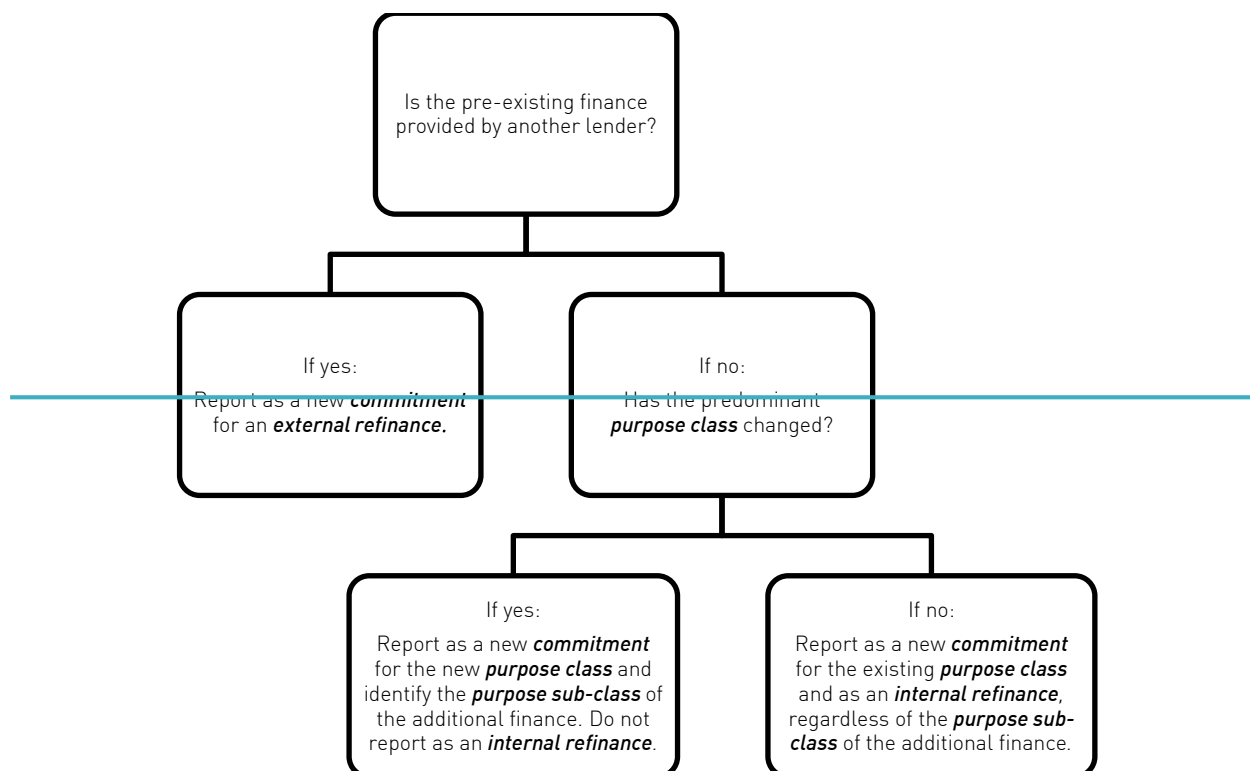 Is the pre-existing finance
provided by another lender?
If yes:
Report as a new commitment
for an external refinance.
If no:
Has the predominant
purpose class changed?
If yes:
Report as a new commitment
for the new purpose class and
identify the purpose sub-class of
the additional finance. Do not
report as an internal refinance.
If no:
Report as a new commitment
for the existing purpose class
and as an internal refinance,
regardless of the purpose sub-
class of the additional finance.